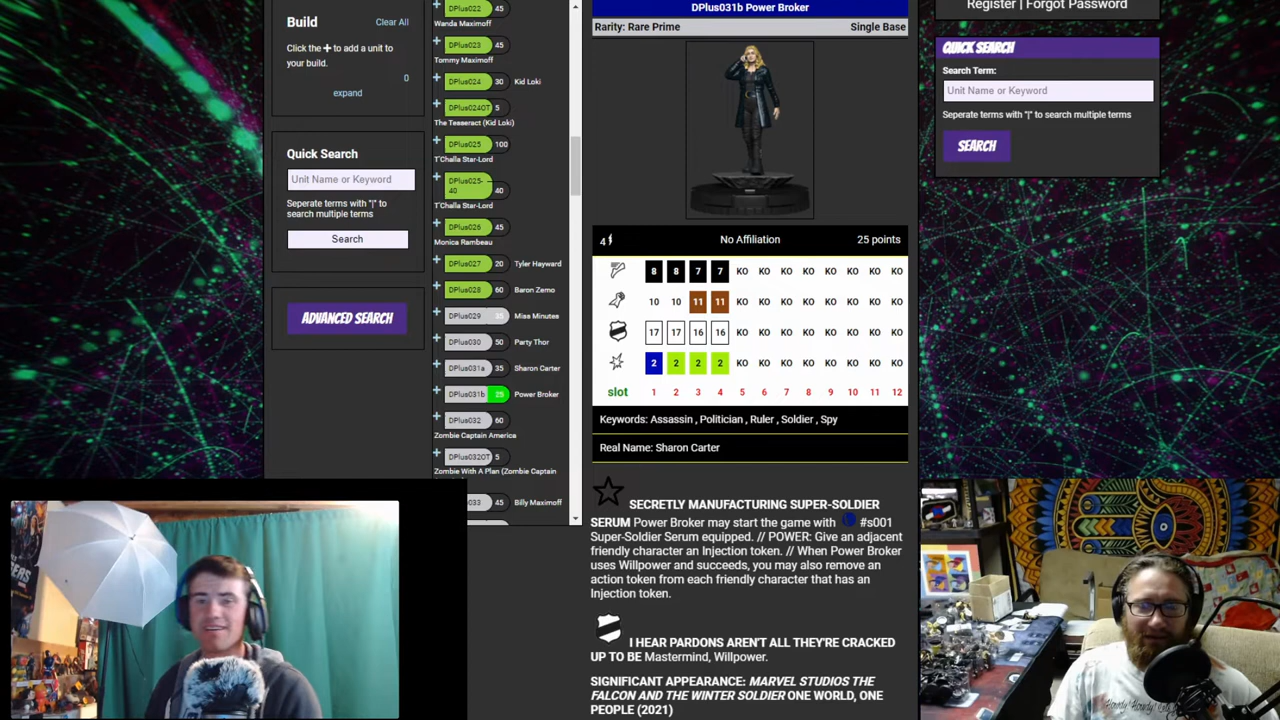 Build
Clear All
Click the + to add a unit to
your build.
0
expand
Quick Search
Unit Name or Keyword
Seperate terms with "|" to
search multiple terms
Search
ADVANCED SEARCH
DPlus022 45
Wanda Maximoff
DPlus023 45
Tommy Maximoff
DPlus024 30 Kid Loki
DPlus024OT 5
The Tesseract (Kid Loki)
DPlus025 100
T'Challa Star-Lord
DPlus025-
40 40
T'Challa Star-Lord
DPlus026 45
Monica Rambeau
DPlus027 20 Tyler Hayward
DPlus028 60 Baron Zemo
DPlus029 35 Miss Minutes
DPlus030 50 Party Thor
DPlus031a 35 Sharon Carter
DPlus031b 25 Power Broker
DPlus032 60
Zombie Captain America
DPlus032OT 5
Zombie With A Plan (Zombie Captain
033 45 Billy Maximoff
DPlus031b Power Broker
Rarity: Rare Prime Single Base
4 No Affiliation 25 points
8 8 7 7 KO KO KO KO KO KO KO KO
10 10 11 11 KO KO KO KO KO KO KO KO
17 17 16 16 KO KO KO KO KO KO KO KO
2 2 2 2 KO KO KO KO KO KO KO KO
slot 1 2 3 4 5 6 7 8 9 10 11 12
Keywords: Assassin , Politician , Ruler , Soldier , Spy
Real Name: Sharon Carter
SECRETLY MANUFACTURING SUPER-SOLDIER
SERUM Power Broker may start the game with #s001
Super-Soldier Serum equipped. // POWER: Give an adjacent
friendly character an Injection token. // When Power Broker
uses Willpower and succeeds, you may also remove an
action token from each friendly character that has an
Injection token.
I HEAR PARDONS AREN'T ALL THEY'RE CRACKED
UP TO BE Mastermind, Willpower.
SIGNIFICANT APPEARANCE: MARVEL STUDIOS THE
FALCON AND THE WINTER SOLDIER ONE WORLD, ONE
PEOPLE (2021)
Register | Forgot Password
QUICK SEARCH
Search Term:
Unit Name or Keyword
Seperate terms with "|" to search multiple terms
SEARCH